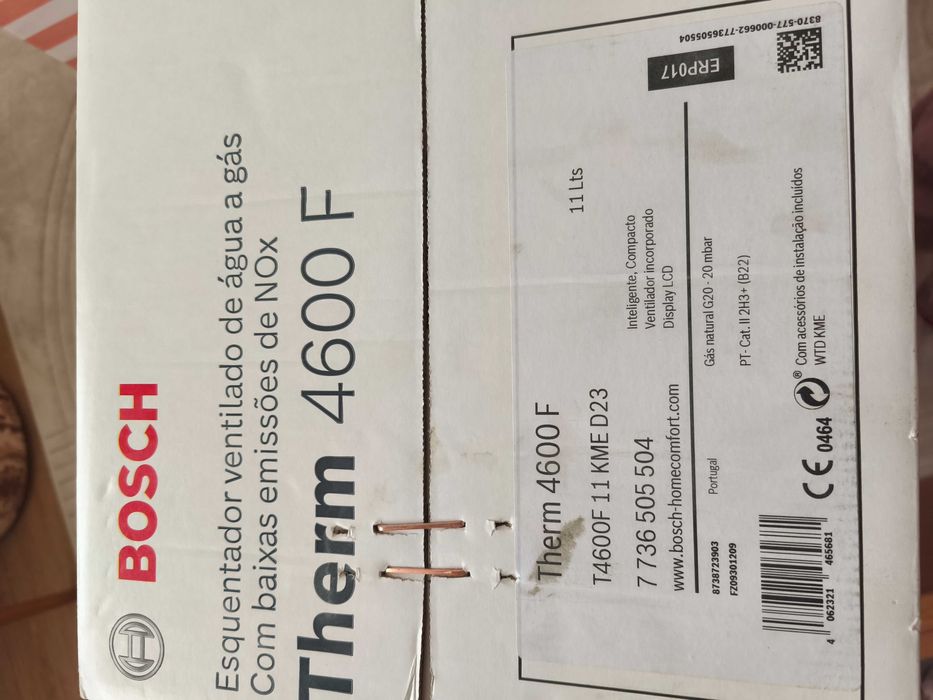 BOSCH
Esquentador ventilado de água a gás
Com baixas emissões de NOx
Therm 4600 F
8370-577-000662-7736505504
ERP017
Therm 4600 F
11 Lts
T4600F 11 KME D23
7 736 505 504
Inteligente, Compacto
Ventilador incorporado
Display LCD
www.bosch-homecomfort.com
8738723903
Portugal
Gás natural G20 - 20 mbar
FZ09301209
PT- Cat. II 2H3+ (B22)
4 062321 465681
CE 0464
® Com acessórios de instalação incluídos
WTD KME